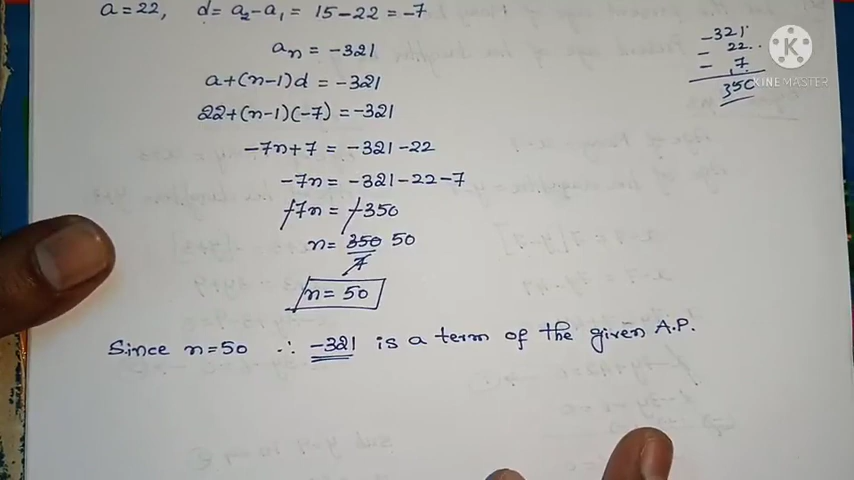 a=22, d=a₂-a₁ = 15-22=-7
aₙ = -321
a+(n-1)d = -321
22+(n-1)(-7) = -321
-7n+7 = -321-22
-7n = -321-22-7
-7n = -350
n= 350 50
7
n= 50
Since n=50 ∴ -321 is a term of the given A.P.
-321
- 22
- 7
350
K
KINEMASTER